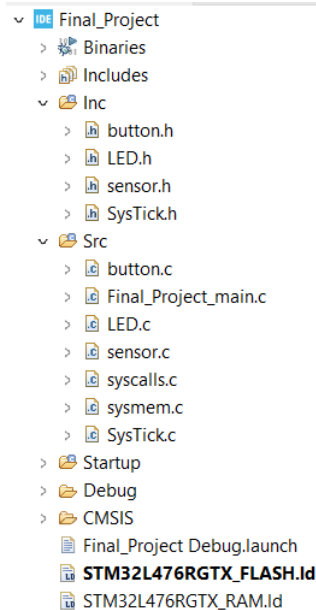 IDE Final_Project
Binaries
Includes
Inc
.h button.h
.h LED.h
.h sensor.h
.h SysTick.h
Src
.c button.c
.c Final_Project_main.c
.c LED.c
.c sensor.c
.c syscalls.c
.c sysmem.c
.c SysTick.c
Startup
Debug
CMSIS
Final_Project Debug.launch
STM32L476RGTX_FLASH.ld
STM32L476RGTX_RAM.ld